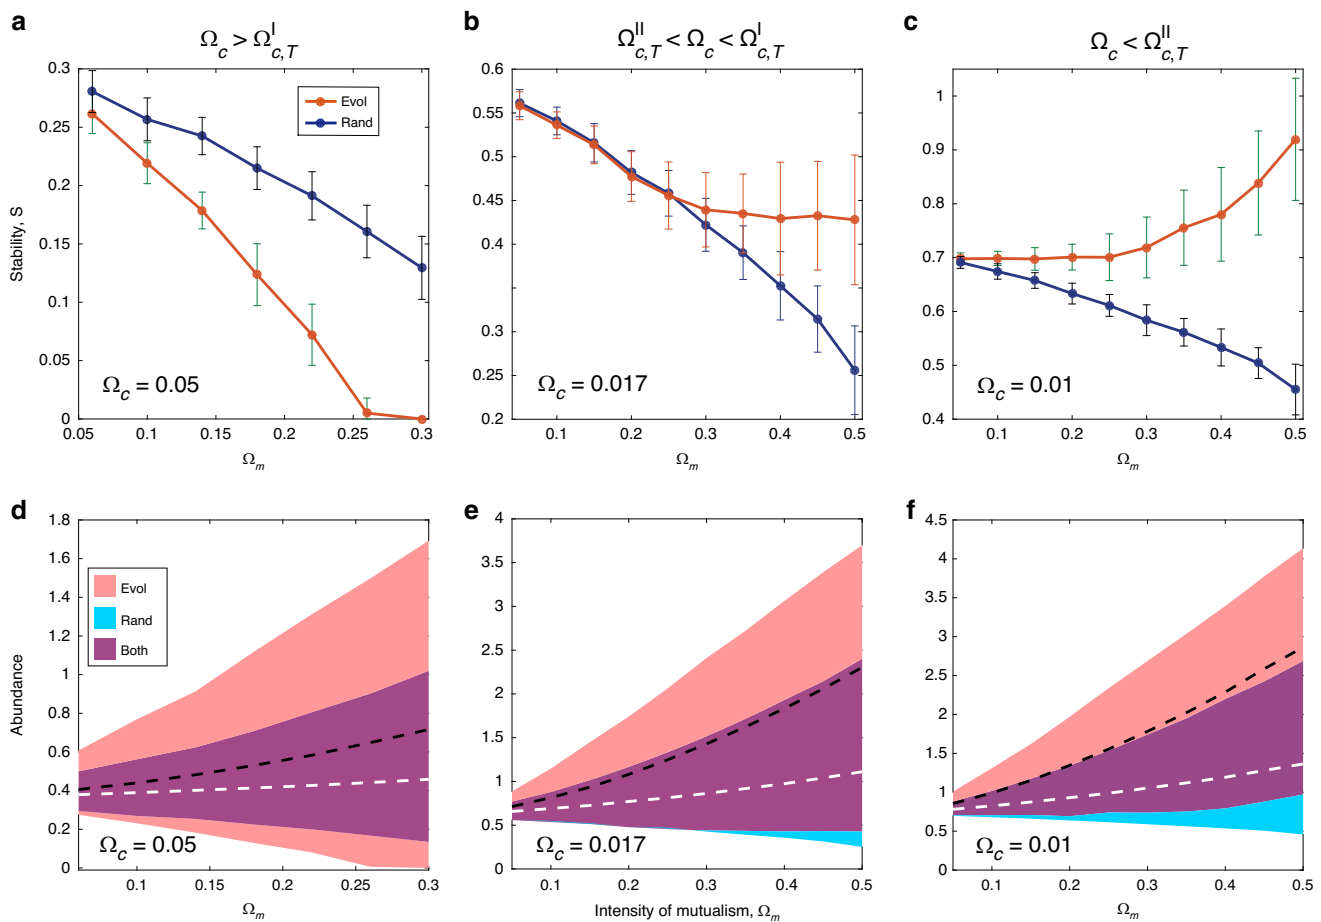 a
Ω_c > Ω^I_{c,T}
0.3
0.25
0.2
0.15
0.1
0.05
0
Stability, S
Evol
Rand
Ω_c = 0.05
0.05 0.1 0.15 0.2 0.25 0.3
Ω_m
b
Ω^II_{c,T} < Ω_c < Ω^I_{c,T}
0.6
0.55
0.5
0.45
0.4
0.35
0.3
0.25
0.2
Ω_c = 0.017
0.1 0.2 0.3 0.4 0.5
Ω_m
c
Ω_c < Ω^II_{c,T}
1
0.9
0.8
0.7
0.6
0.5
0.4
Ω_c = 0.01
0.1 0.2 0.3 0.4 0.5
Ω_m
d
1.8
1.6
1.4
1.2
1
0.8
0.6
0.4
0.2
0
Abundance
Evol
Rand
Both
Ω_c = 0.05
0.1 0.15 0.2 0.25 0.3
Ω_m
e
4
3.5
3
2.5
2
1.5
1
0.5
0
Ω_c = 0.017
0.1 0.2 0.3 0.4 0.5
Intensity of mutualism, Ω_m
f
4.5
4
3.5
3
2.5
2
1.5
1
0.5
0
Ω_c = 0.01
0.1 0.2 0.3 0.4 0.5
Ω_m